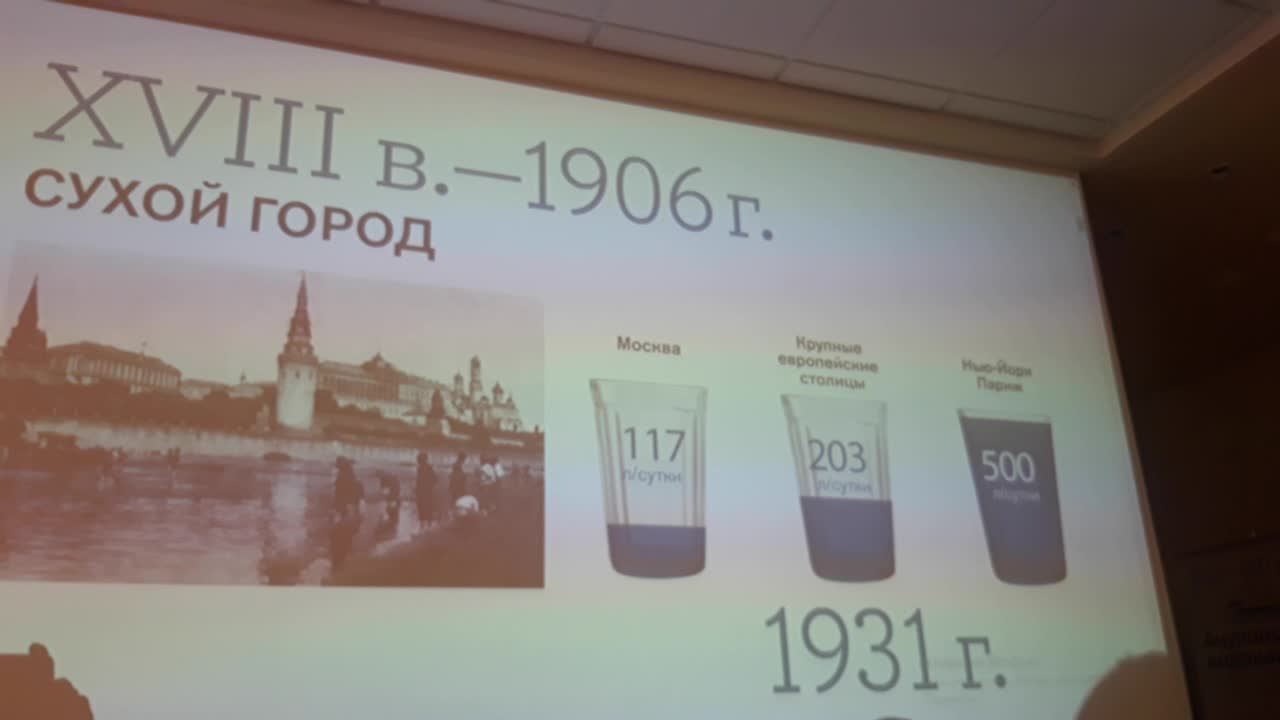 XVIII в.—1906 г.
СУХОЙ ГОРОД
Москва
117
л/сутки
Крупные
европейские
столицы
203
л/сутки
Нью-Йорк
Париж
500
л/сутки
1931 г.